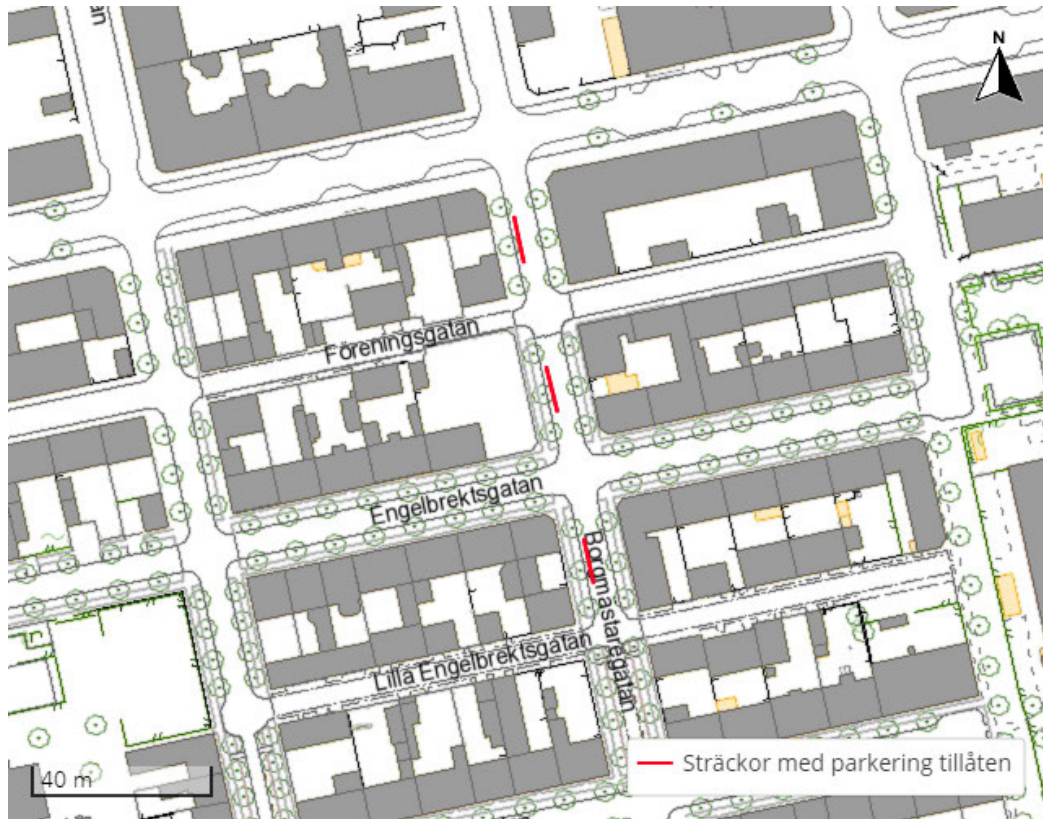 N
Föreningsgatan
Engelbrektsgatan
Borgmästaregatan
Lilla Engelbrektsgatan
Sträckor med parkering tillåten
40 m